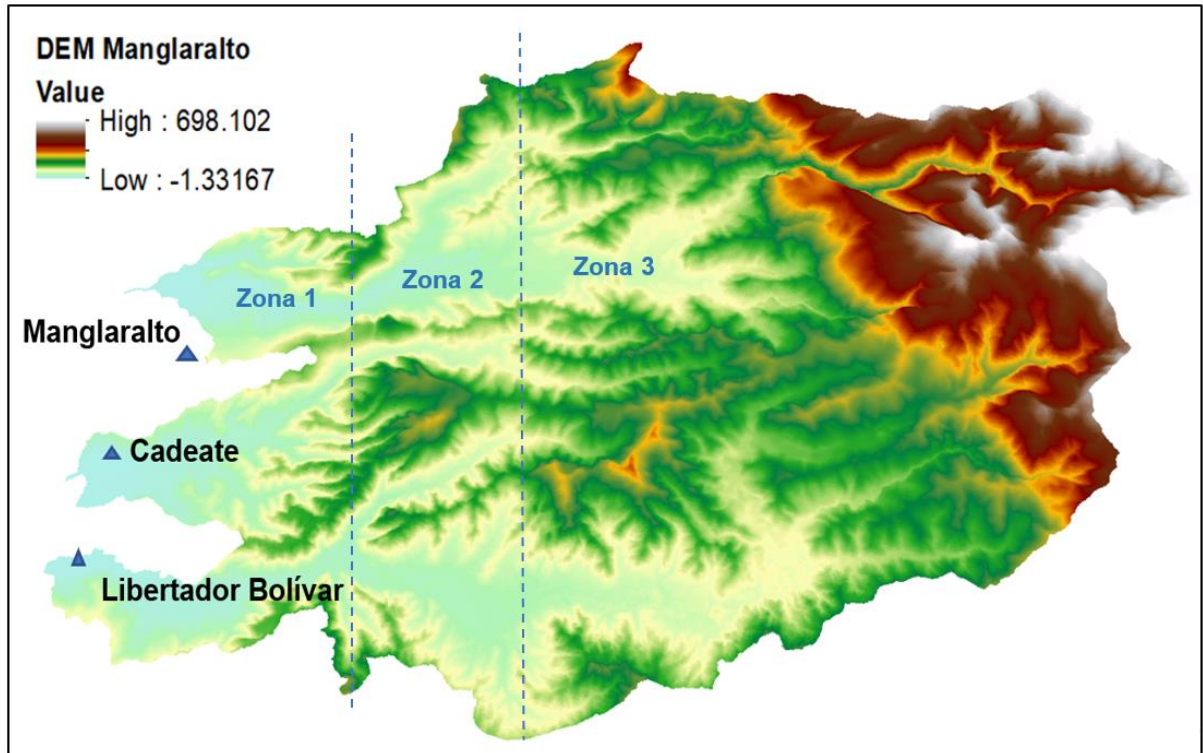 DEM Manglaralto
Value
High : 698.102
Low : -1.33167
Zona 1
Zona 2
Zona 3
Manglaralto
Cadeate
Libertador Bolívar